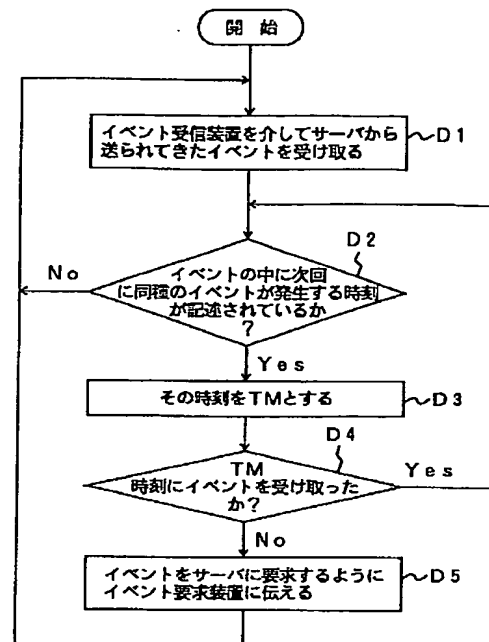 開始
イベント受信装置を介してサーバから
送られてきたイベントを受け取る
D1
D2
No
イベントの中に次回
に同種のイベントが発生する時刻
が記述されているか
?
Yes
その時刻をTMとする
D3
D4
TM
時刻にイベントを受け取った
か?
Yes
No
イベントをサーバに要求するように
イベント要求装置に伝える
D5